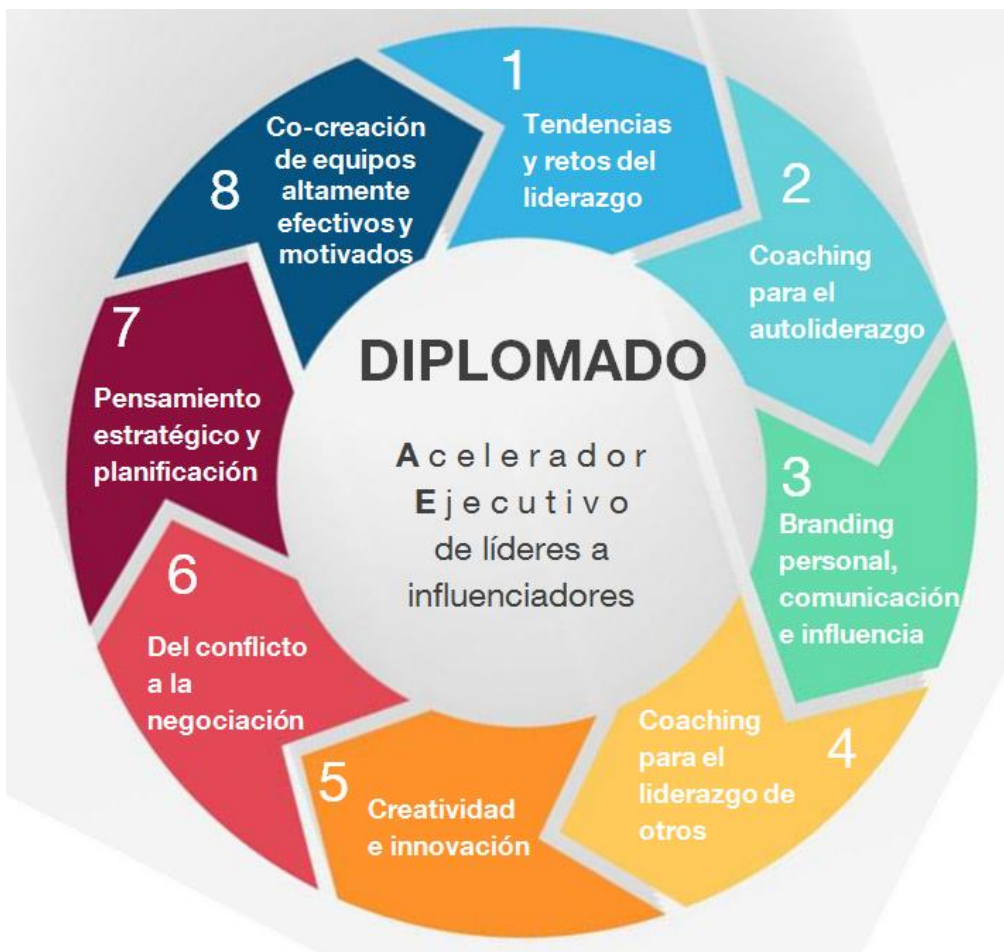 DIPLOMADO
Acelerador
Ejecutivo
de líderes a
influenciadores
1
Tendencias
y retos del
liderazgo
2
Coaching
para el
autoliderazgo
3
Branding
personal,
comunicación
e influencia
4
Coaching
para el
liderazgo de
otros
5
Creatividad
e innovación
6
Del conflicto
a la
negociación
7
Pensamiento
estratégico y
planificación
8
Co-creación
de equipos
altamente
efectivos y
motivados